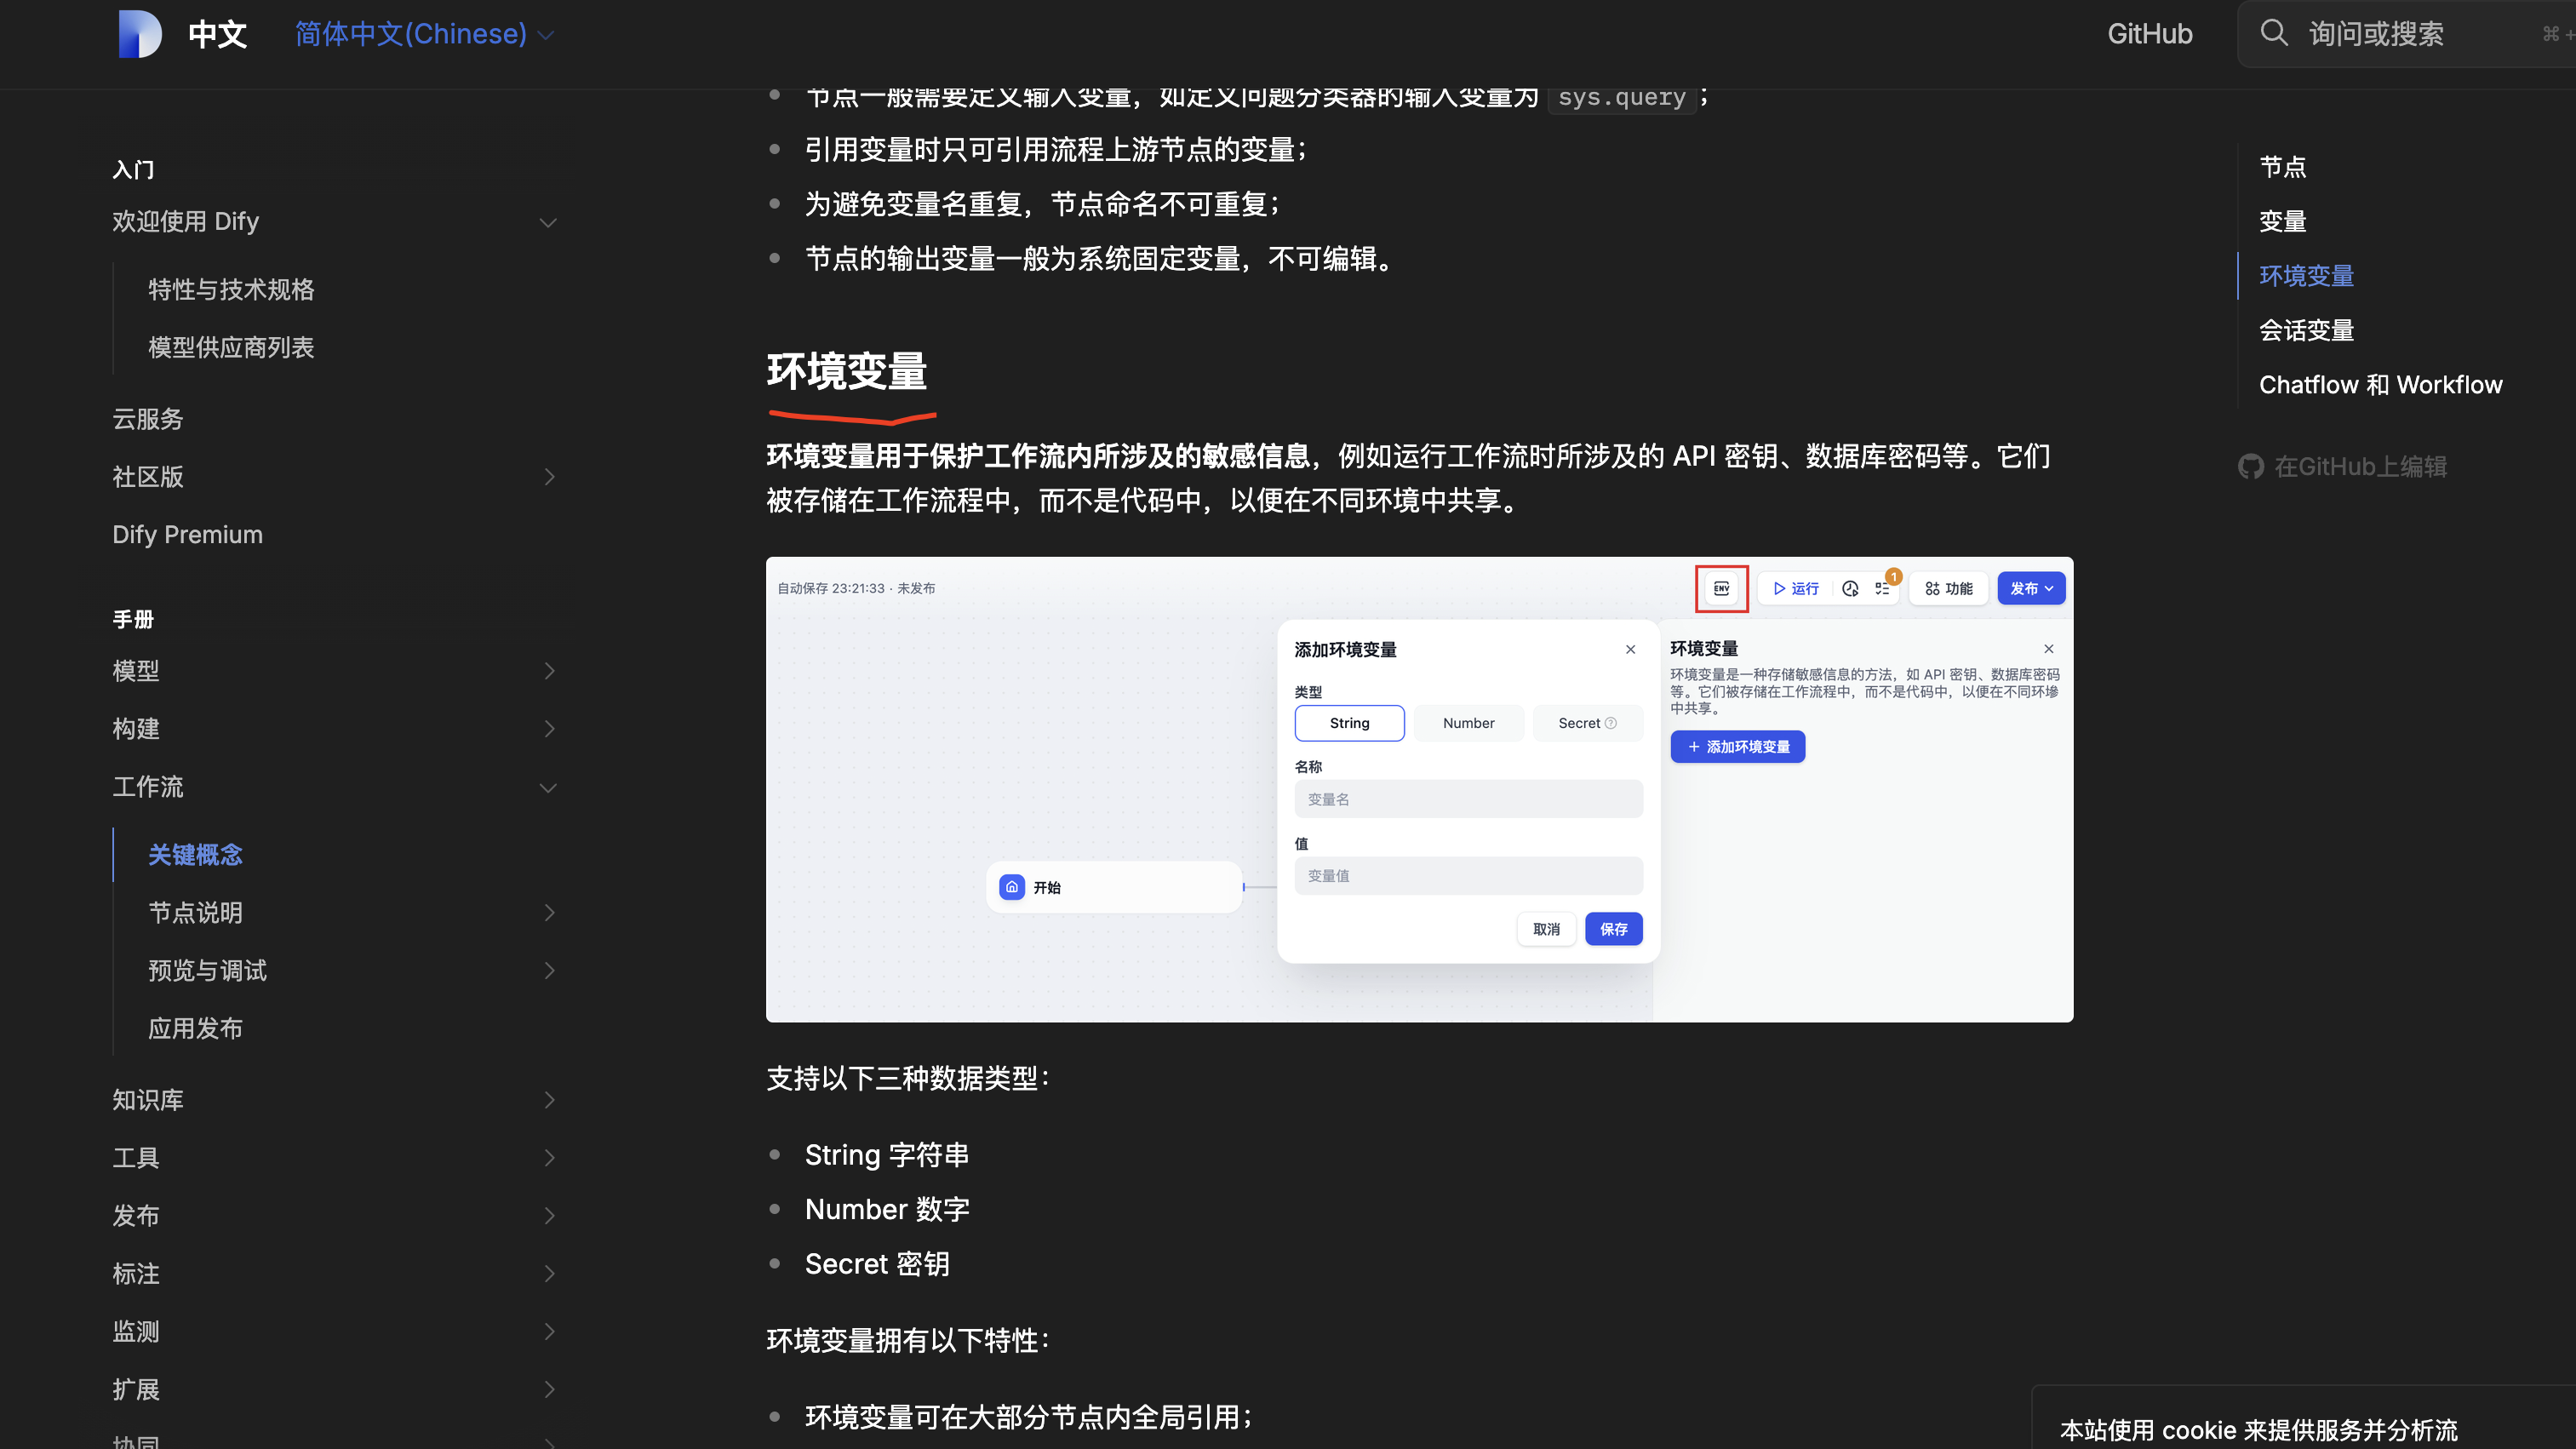 中文
简体中文(Chinese)
GitHub
询问或搜索
⌘ +
入门
欢迎使用 Dify
特性与技术规格
模型供应商列表
云服务
社区版
Dify Premium
手册
模型
构建
工作流
关键概念
节点说明
预览与调试
应用发布
知识库
工具
发布
标注
监测
扩展
协同
节点一般需要定义输入变量，如定义问题分类器的输入变量为 sys.query；
引用变量时只可引用流程上游节点的变量；
为避免变量名重复，节点命名不可重复；
节点的输出变量一般为系统固定变量，不可编辑。
环境变量
环境变量用于保护工作流内所涉及的敏感信息，例如运行工作流时所涉及的 API 密钥、数据库密码等。它们
被存储在工作流程中，而不是代码中，以便在不同环境中共享。
自动保存 23:21:33 · 未发布
ENV
运行
1
功能
发布
添加环境变量
类型
String
Number
Secret
名称
变量名
值
变量值
取消
保存
开始
环境变量
环境变量是一种存储敏感信息的方法，如 API 密钥、数据库密码
等。它们被存储在工作流程中，而不是代码中，以便在不同环墋
中共享。
添加环境变量
支持以下三种数据类型：
String 字符串
Number 数字
Secret 密钥
环境变量拥有以下特性：
环境变量可在大部分节点内全局引用；
节点
变量
环境变量
会话变量
Chatflow 和 Workflow
在GitHub上编辑
本站使用 cookie 来提供服务并分析流